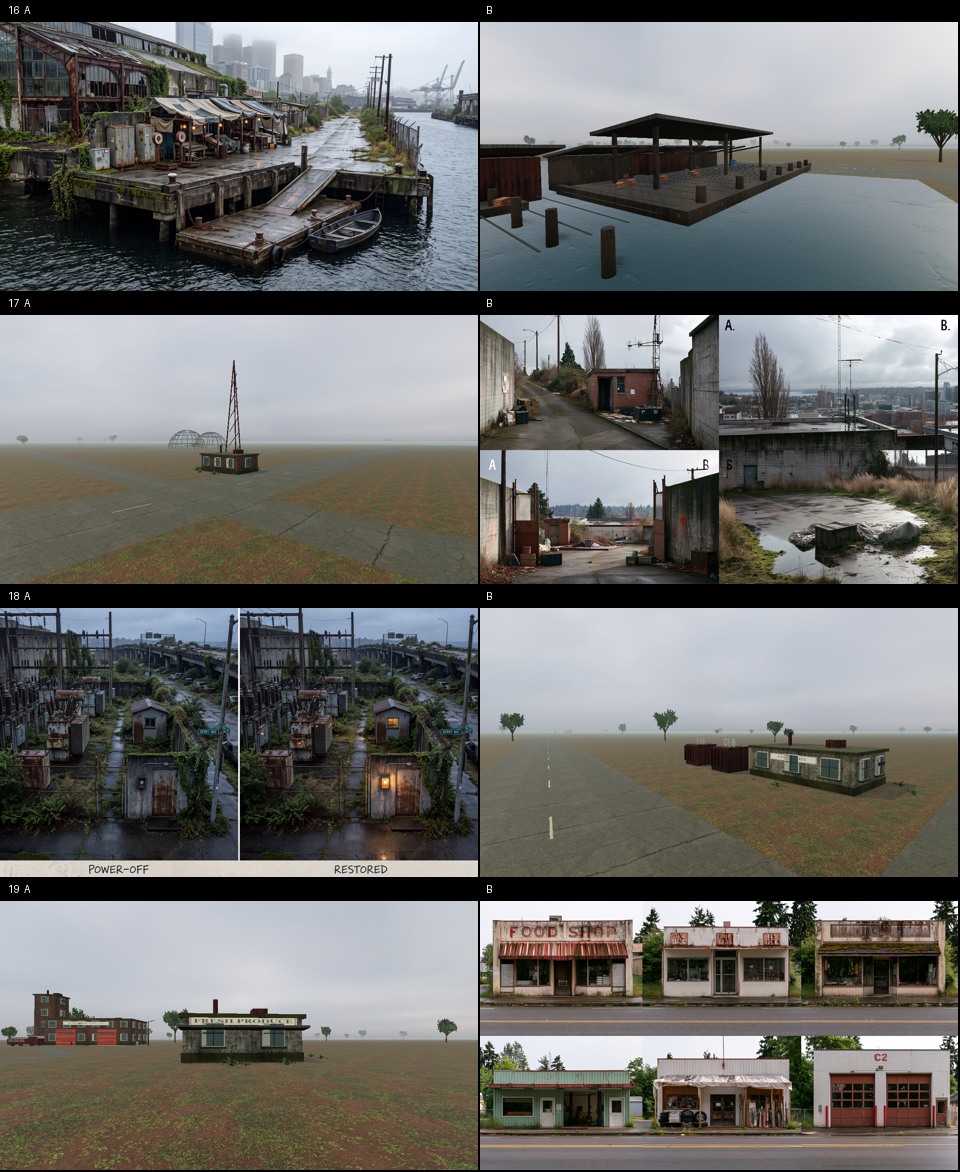 16 A
B
17 A
B
A.
B.
A
B
Б
18 A
B
POWER-OFF
RESTORED
19 A
B
FRESH PRODUCE
FOOD SHOP
C2